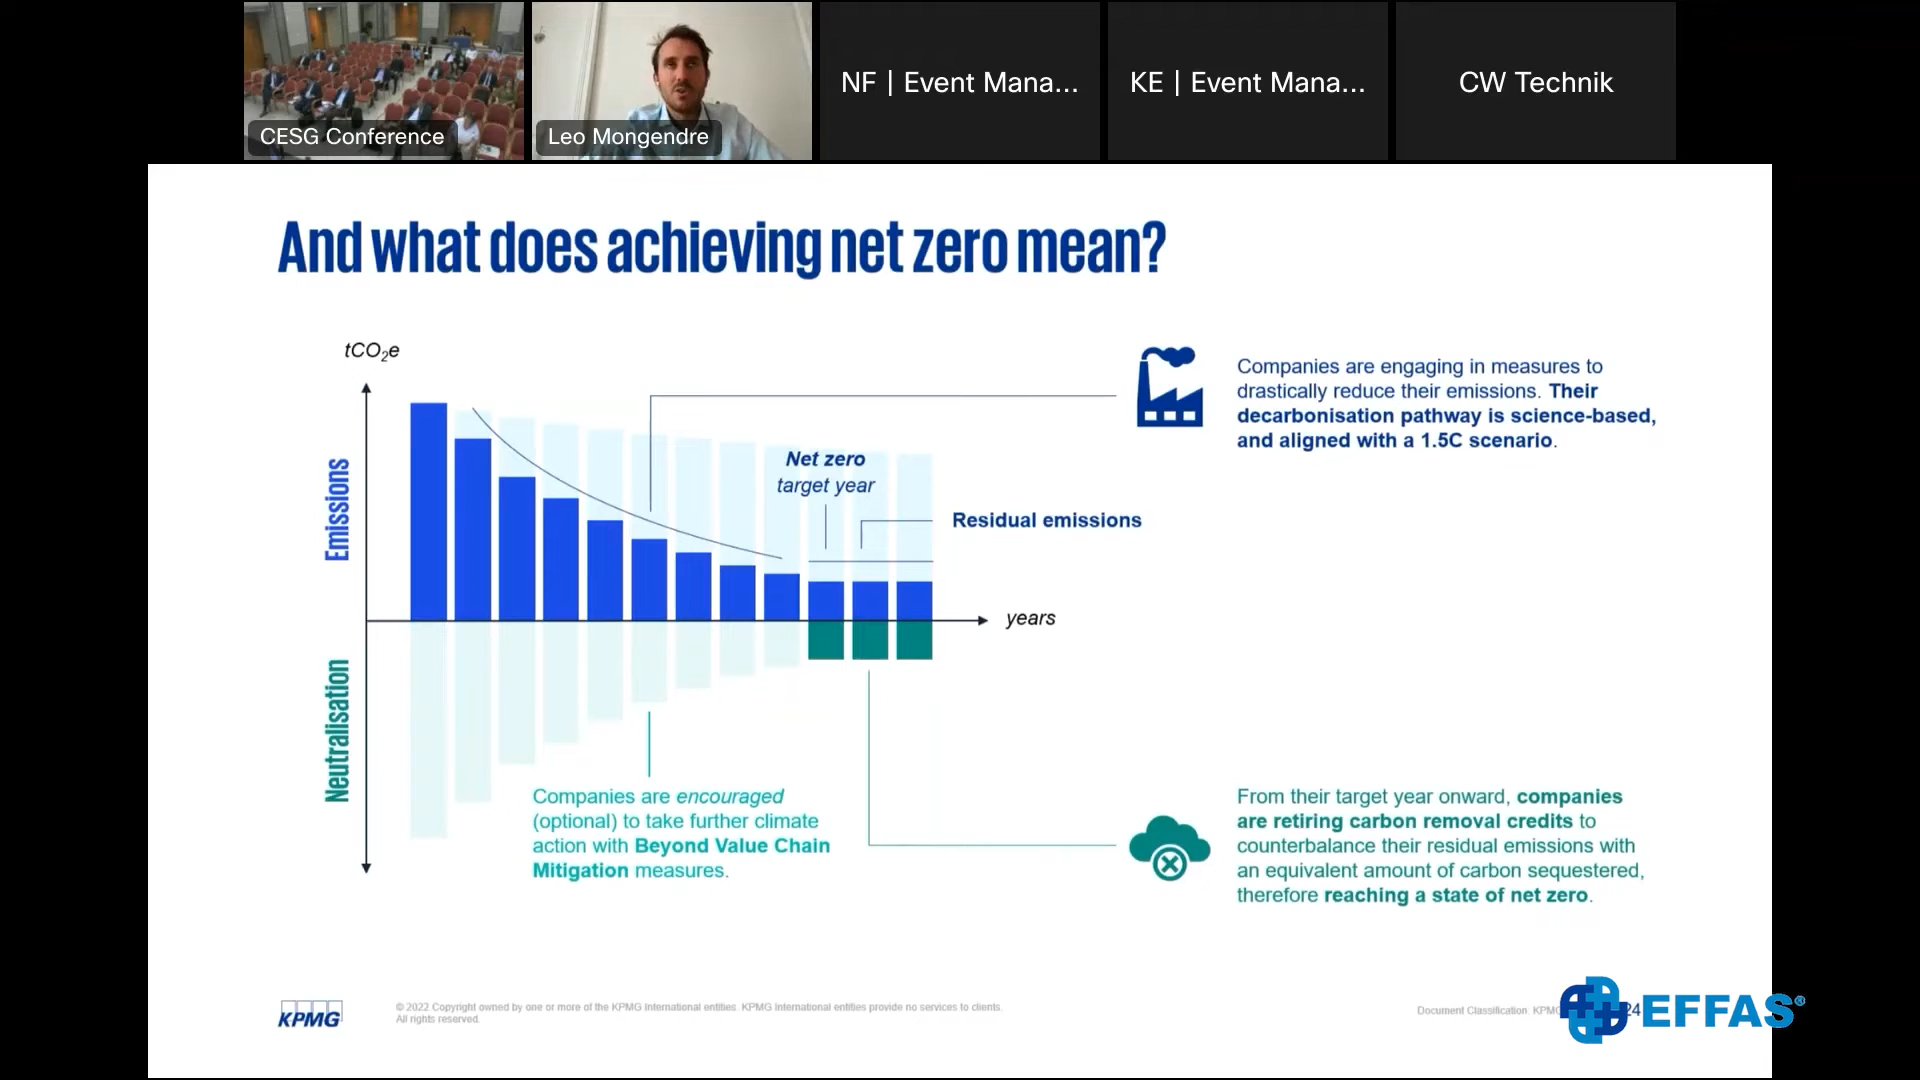 CESG Conference
Leo Mongendre
NF | Event Mana...
KE | Event Mana...
CW Technik
And what does achieving net zero mean?
tCO2e
Emissions
Neutralisation
Net zero
target year
Residual emissions
years
Companies are engaging in measures to
drastically reduce their emissions. Their
decarbonisation pathway is science-based,
and aligned with a 1.5C scenario.
Companies are encouraged
(optional) to take further climate
action with Beyond Value Chain
Mitigation measures.
From their target year onward, companies
are retiring carbon removal credits to
counterbalance their residual emissions with
an equivalent amount of carbon sequestered,
therefore reaching a state of net zero.
KPMG
© 2022 Copyright owned by one or more of the KPMG International entities. KPMG International entities provide no services to clients.
All rights reserved.
Document Classification: KPMG
24
EFFAS®